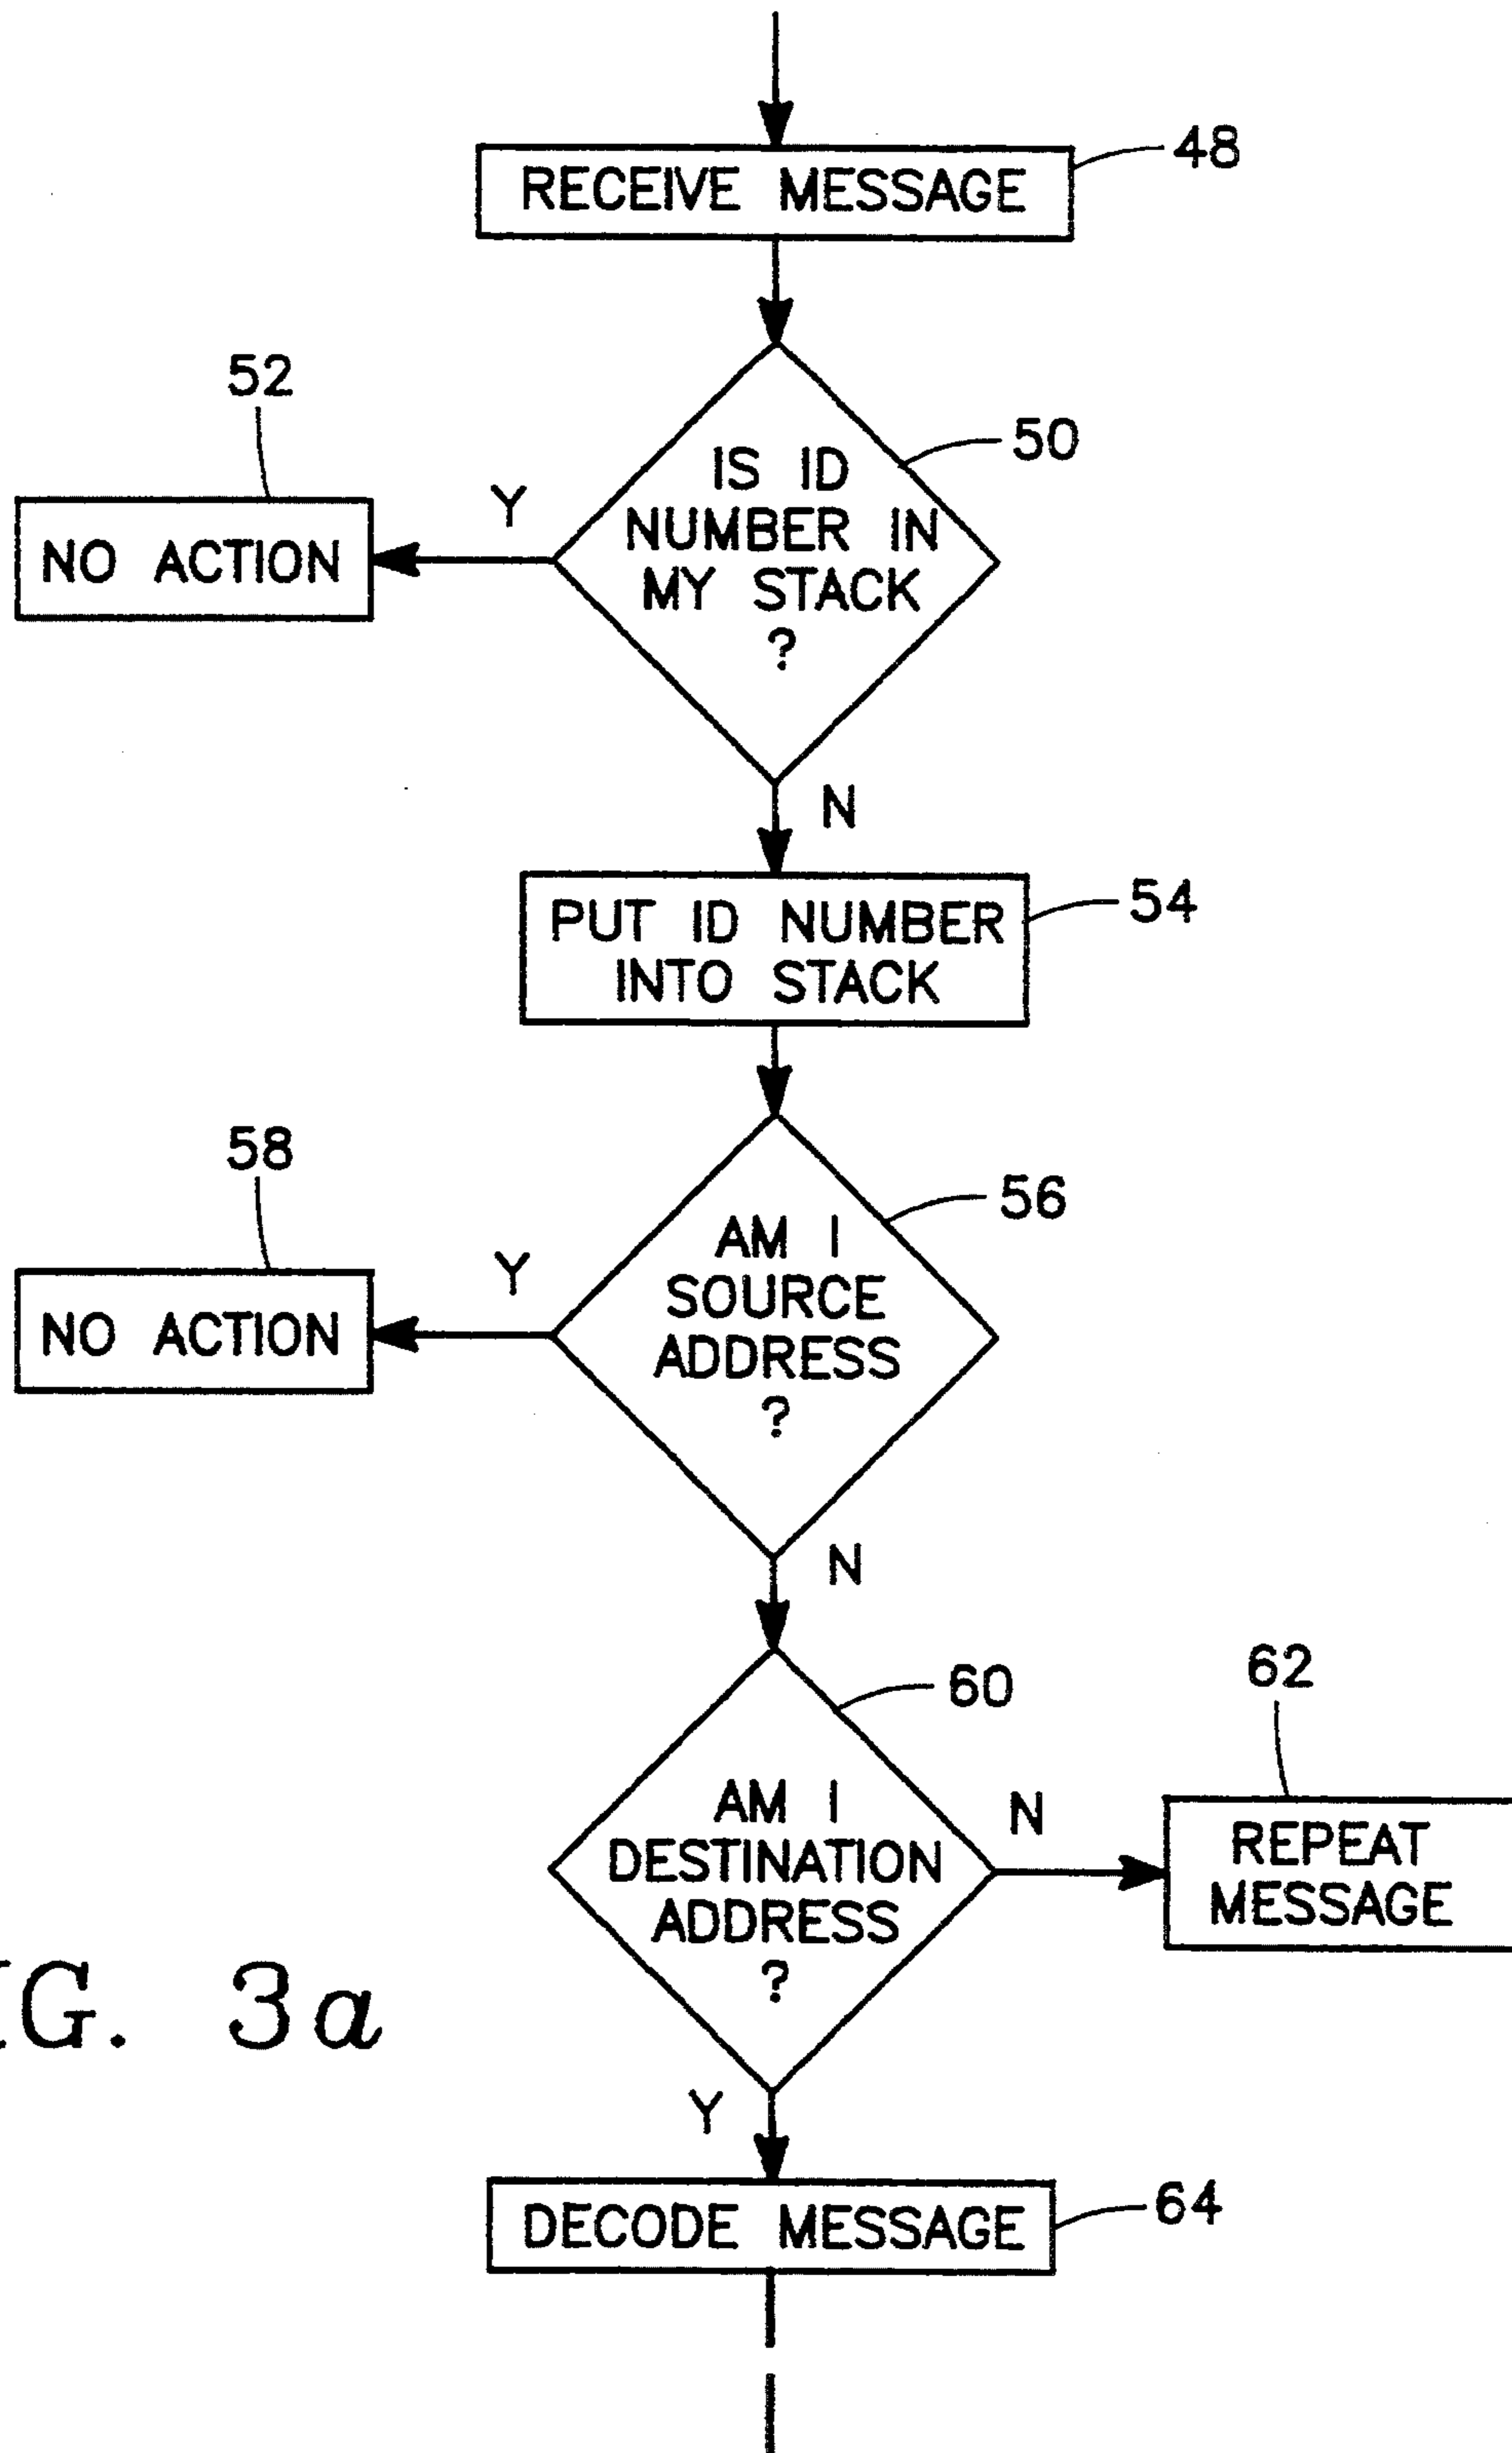 RECEIVE MESSAGE
48
52
50
IS ID
NUMBER IN
MY STACK
?
Y
NO ACTION
N
PUT ID NUMBER
INTO STACK
54
58
56
AM I
SOURCE
ADDRESS
?
Y
NO ACTION
N
60
62
AM I
DESTINATION
ADDRESS
?
N
REPEAT
MESSAGE
G. 3a
Y
DECODE MESSAGE
64